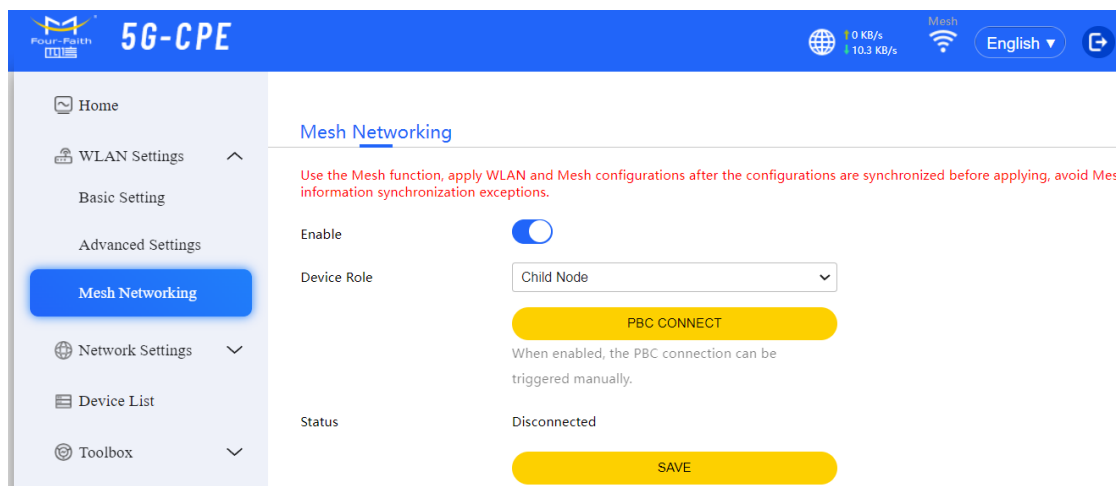 Four-Faith
四信
5G-CPE
↑0 KB/s
↓10.3 KB/s
Mesh
English ▼
Home
WLAN Settings
Basic Setting
Advanced Settings
Mesh Networking
Network Settings
Device List
Toolbox
Mesh Networking
Use the Mesh function, apply WLAN and Mesh configurations after the configurations are synchronized before applying, avoid Mes
information synchronization exceptions.
Enable
Device Role
Child Node
PBC CONNECT
When enabled, the PBC connection can be
triggered manually.
Status
Disconnected
SAVE